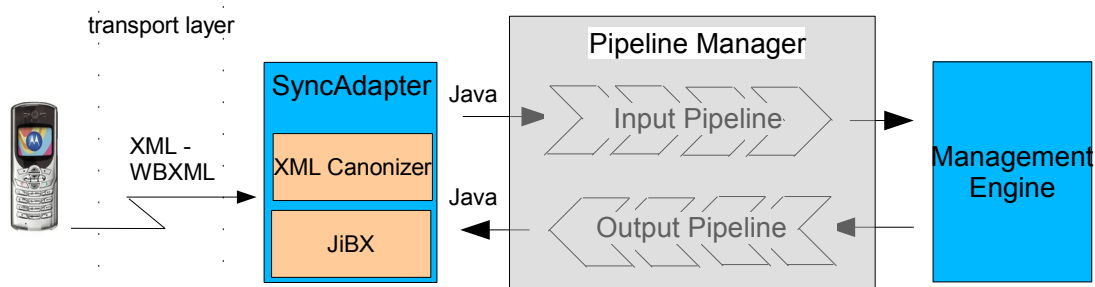 transport layer
Pipeline Manager
SyncAdapter
Java
Input Pipeline
XML -
WBXML
XML Canonizer
Management
Engine
Java
Output Pipeline
JiBX